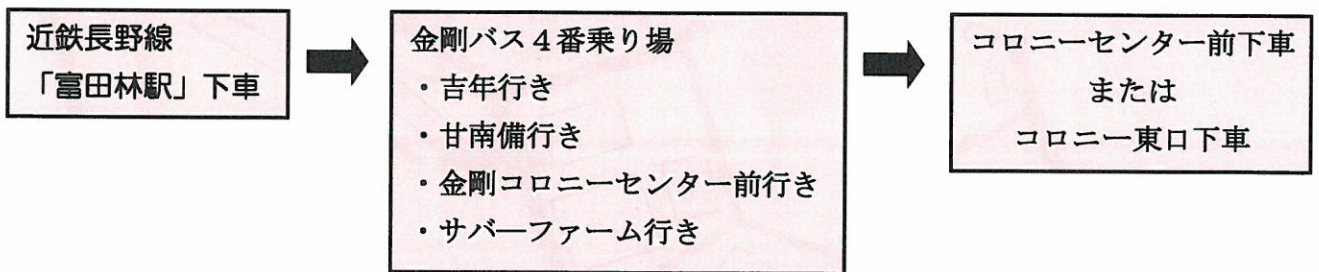 近鉄長野線
「富田林駅」下車
金剛バス４番乗り場
・吉年行き
・甘南備行き
・金剛コロニーセンター前行き
・サバ―ファーム行き
コロニーセンター前下車
または
コロニー東口下車